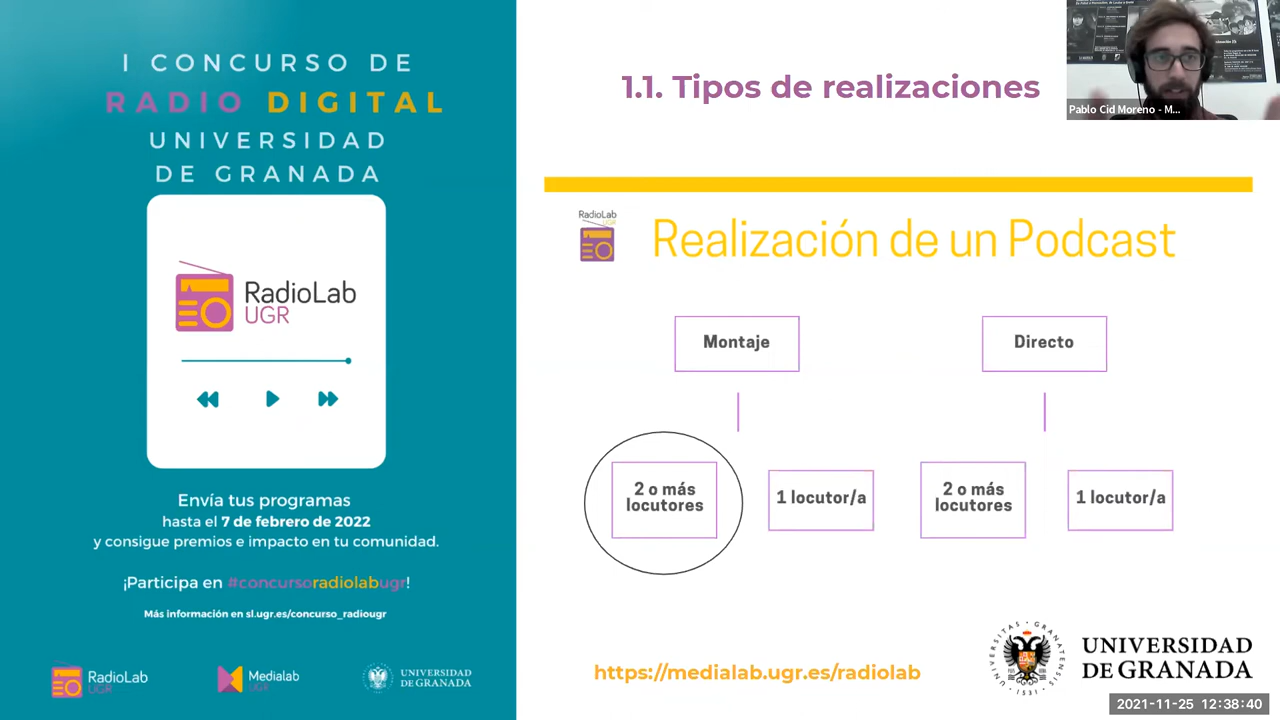 I CONCURSO DE
RADIO DIGITAL
UNIVERSIDAD
DE GRANADA
RadioLab
UGR
Envía tus programas
hasta el 7 de febrero de 2022
y consigue premios e impacto en tu comunidad.
¡Participa en #concursoradiolabugr!
Más información en sl.ugr.es/concurso_radiougr
RadioLab
UGR
Medialab
UGR
UNIVERSIDAD
DE GRANADA
1.1. Tipos de realizaciones
Pablo Cid Moreno - M...
RadioLab
UGR
Realización de un Podcast
Montaje
Directo
2 o más
locutores
1 locutor/a
2 o más
locutores
1 locutor/a
https://medialab.ugr.es/radiolab
UNIVERSITAS GRANATENSIS
1531
UNIVERSIDAD
DE GRANADA
2021-11-25 12:38:40